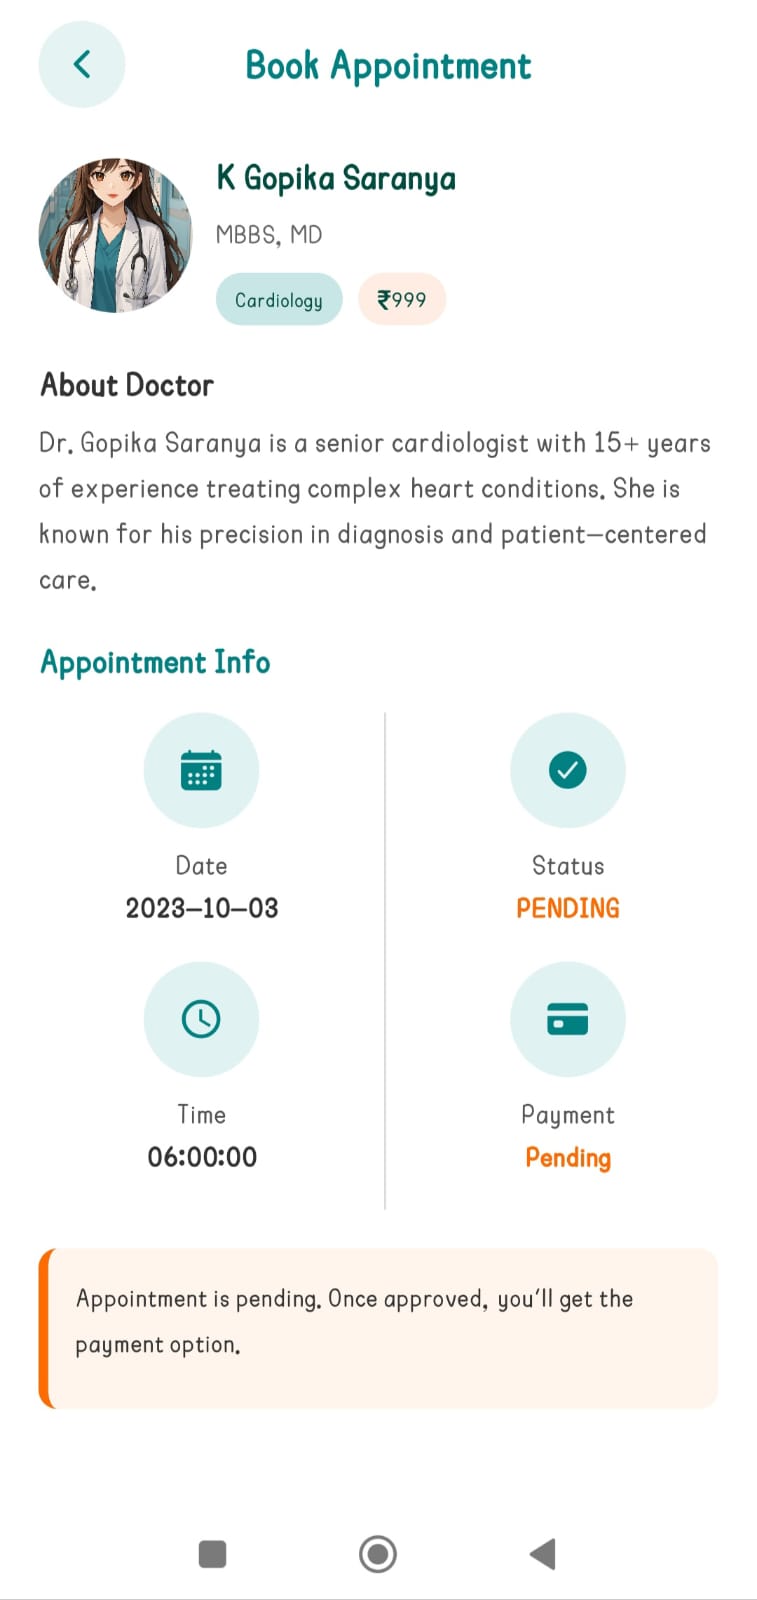 Book Appointment
K Gopika Saranya
MBBS, MD
Cardiology
₹999
About Doctor
Dr. Gopika Saranya is a senior cardiologist with 15+ years
of experience treating complex heart conditions. She is
known for his precision in diagnosis and patient-centered
care.
Appointment Info
Date
2023-10-03
Status
PENDING
Time
06:00:00
Payment
Pending
Appointment is pending. Once approved, you'll get the
payment option.